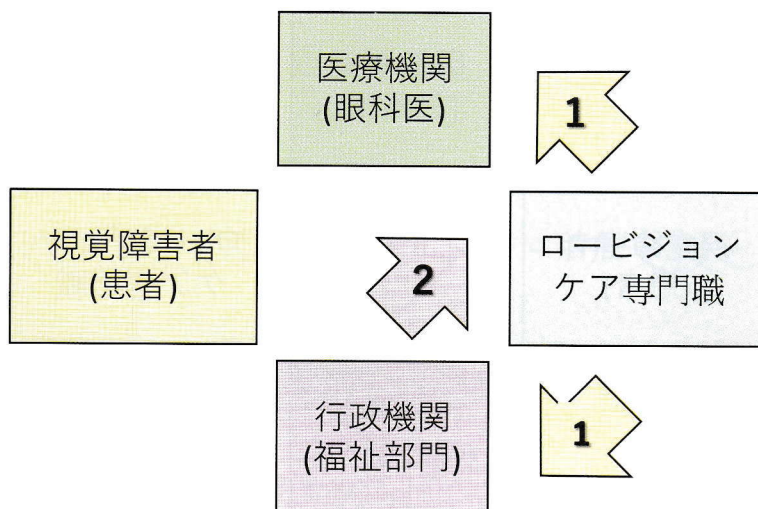 医療機関
(眼科医)
1
視覚障害者
(患者)
2
ロービジョン
ケア専門職
行政機関
(福祉部門)
1